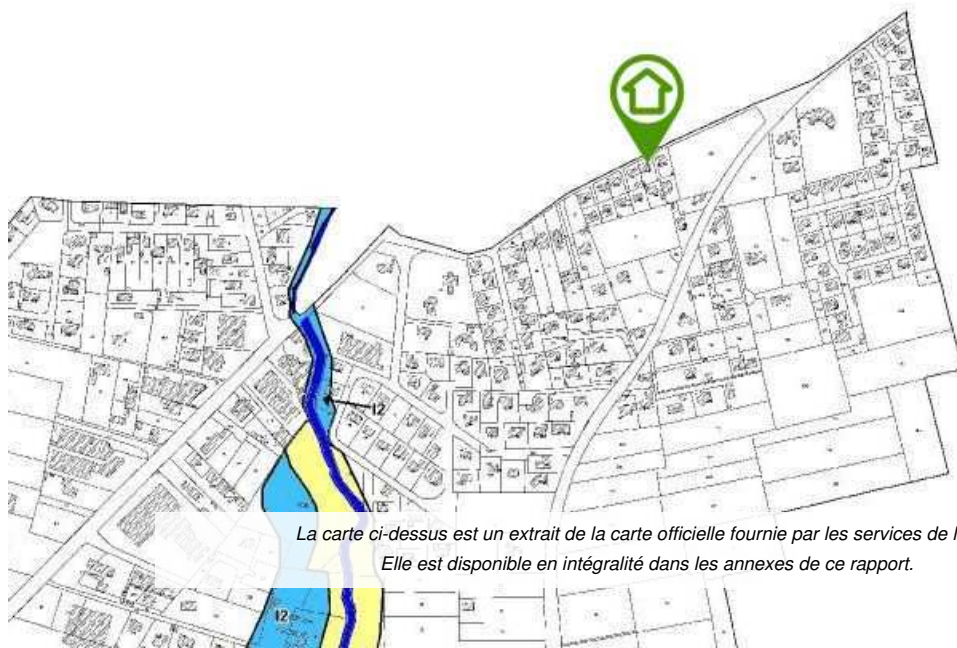 I2
La carte ci-dessus est un extrait de la carte officielle fournie par les services de
Elle est disponible en intégralité dans les annexes de ce rapport.
I2